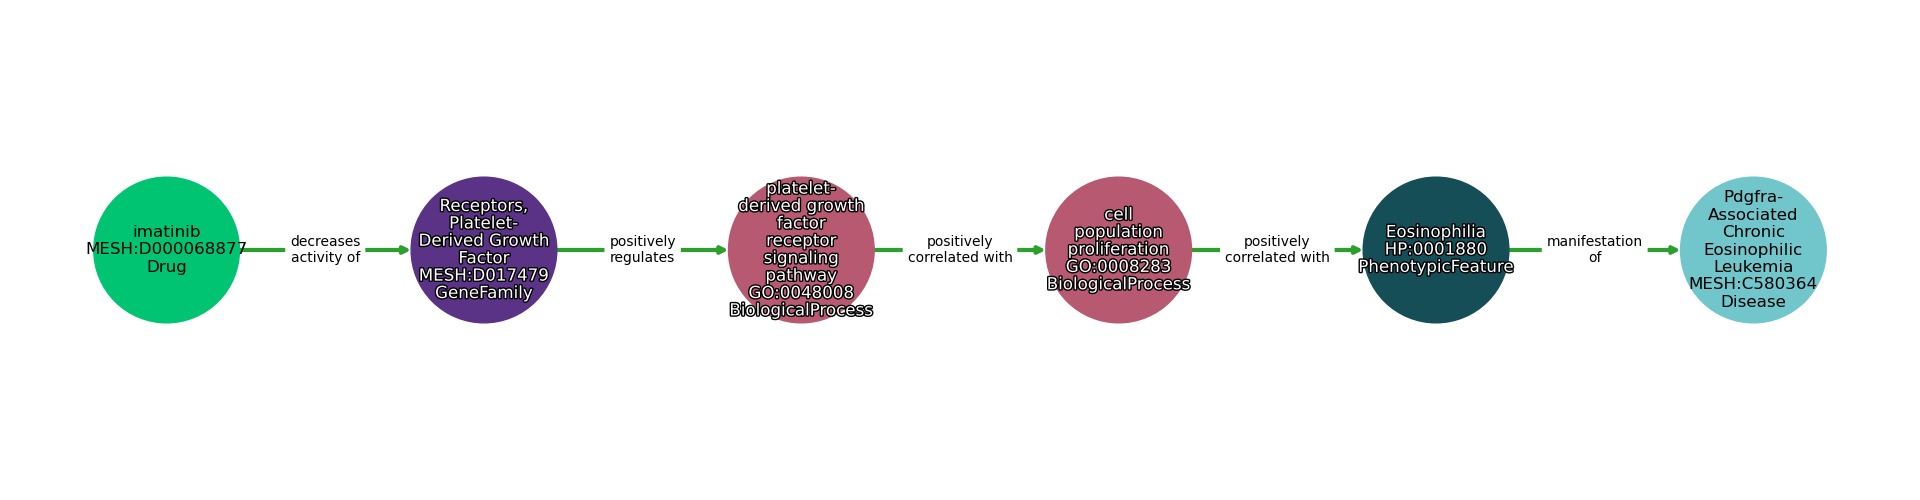 imatinib
MESH:D000068877
Drug
decreases
activity of
Receptors,
Platelet-
Derived Growth
Factor
MESH:D017479
GeneFamily
positively
regulates
platelet-
derived growth
factor
receptor
signaling
pathway
GO:0048008
BiologicalProcess
positively
correlated with
cell
population
proliferation
GO:0008283
BiologicalProcess
positively
correlated with
Eosinophilia
HP:0001880
PhenotypicFeature
manifestation
of
Pdgfra-
Associated
Chronic
Eosinophilic
Leukemia
MESH:C580364
Disease